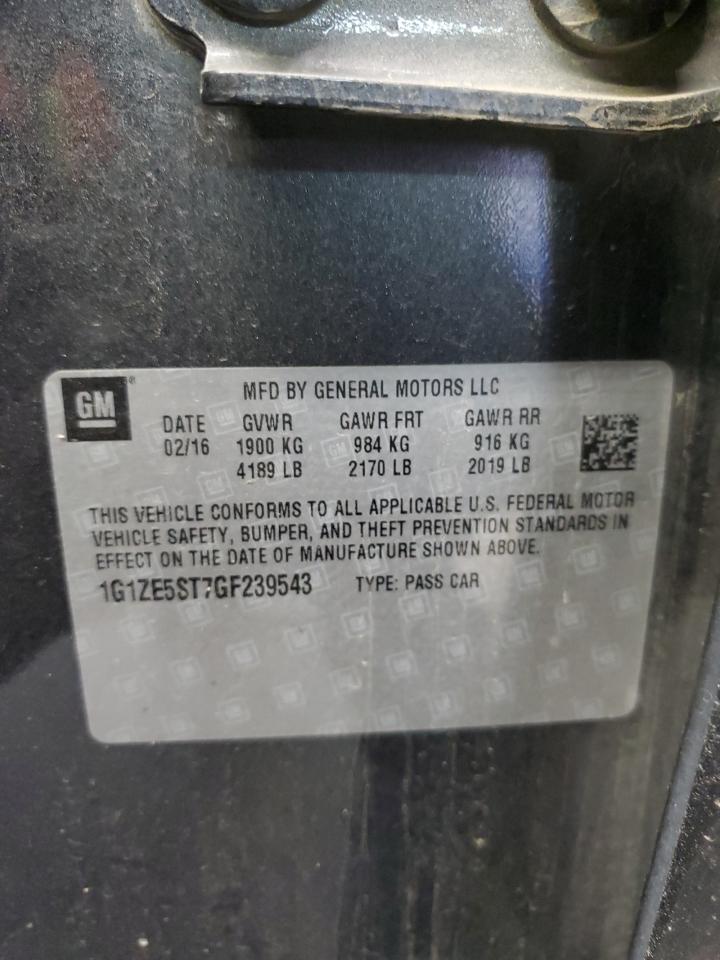 GM®
MFD BY GENERAL MOTORS LLC
DATE GVWR GAWR FRT GAWR RR
02/16 1900 KG 984 KG 916 KG
4189 LB 2170 LB 2019 LB
THIS VEHICLE CONFORMS TO ALL APPLICABLE U.S. FEDERAL MOTOR
VEHICLE SAFETY, BUMPER, AND THEFT PREVENTION STANDARDS IN
EFFECT ON THE DATE OF MANUFACTURE SHOWN ABOVE.
1G1ZE5ST7GF239543 TYPE: PASS CAR